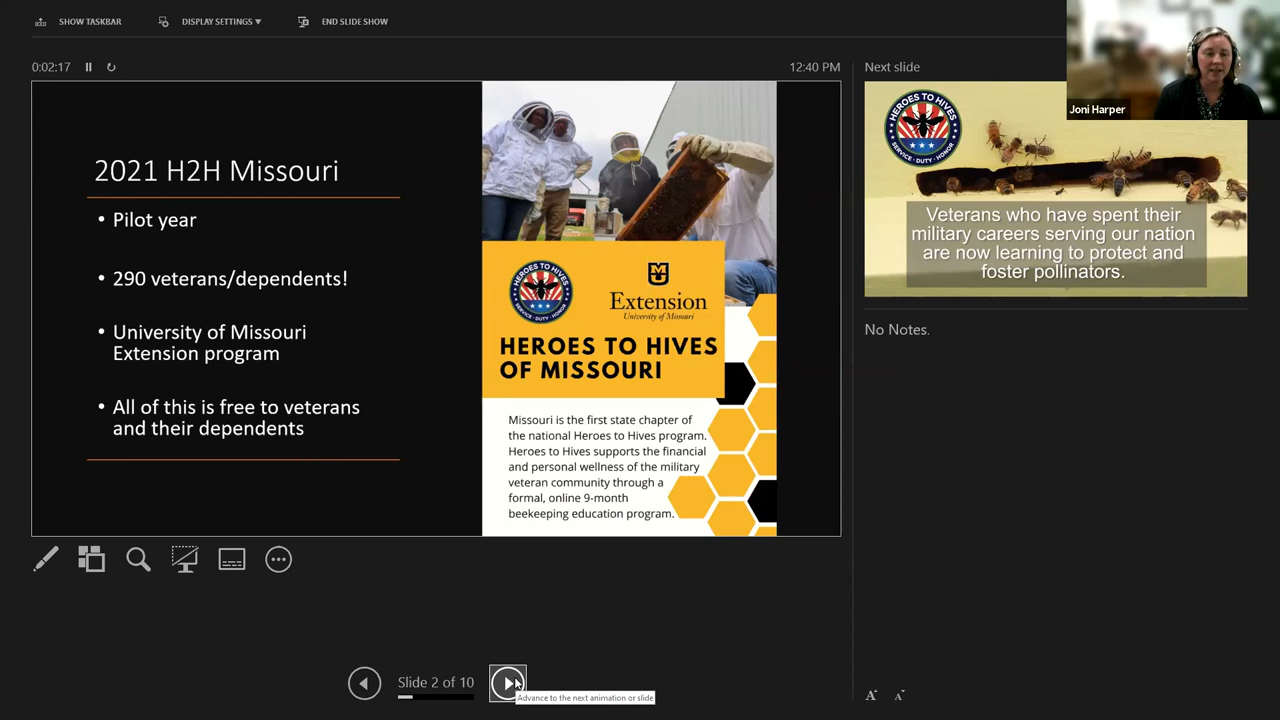 SHOW TASKBAR
DISPLAY SETTINGS ▼
END SLIDE SHOW
0:02:17
12:40 PM
Next slide
Joni Harper
2021 H2H Missouri
• Pilot year
• 290 veterans/dependents!
• University of Missouri
Extension program
• All of this is free to veterans
and their dependents
HEROES TO HIVES
SERVICE • DUTY • HONOR
Extension
University of Missouri
HEROES TO HIVES
OF MISSOURI
Missouri is the first state chapter of
the national Heroes to Hives program.
Heroes to Hives supports the financial
and personal wellness of the military
veteran community through a
formal, online 9-month
beekeeping education program.
HEROES TO HIVES
SERVICE • DUTY • HONOR
Veterans who have spent their
military careers serving our nation
are now learning to protect and
foster pollinators.
No Notes.
Slide 2 of 10
Advance to the next animation or slide
A A